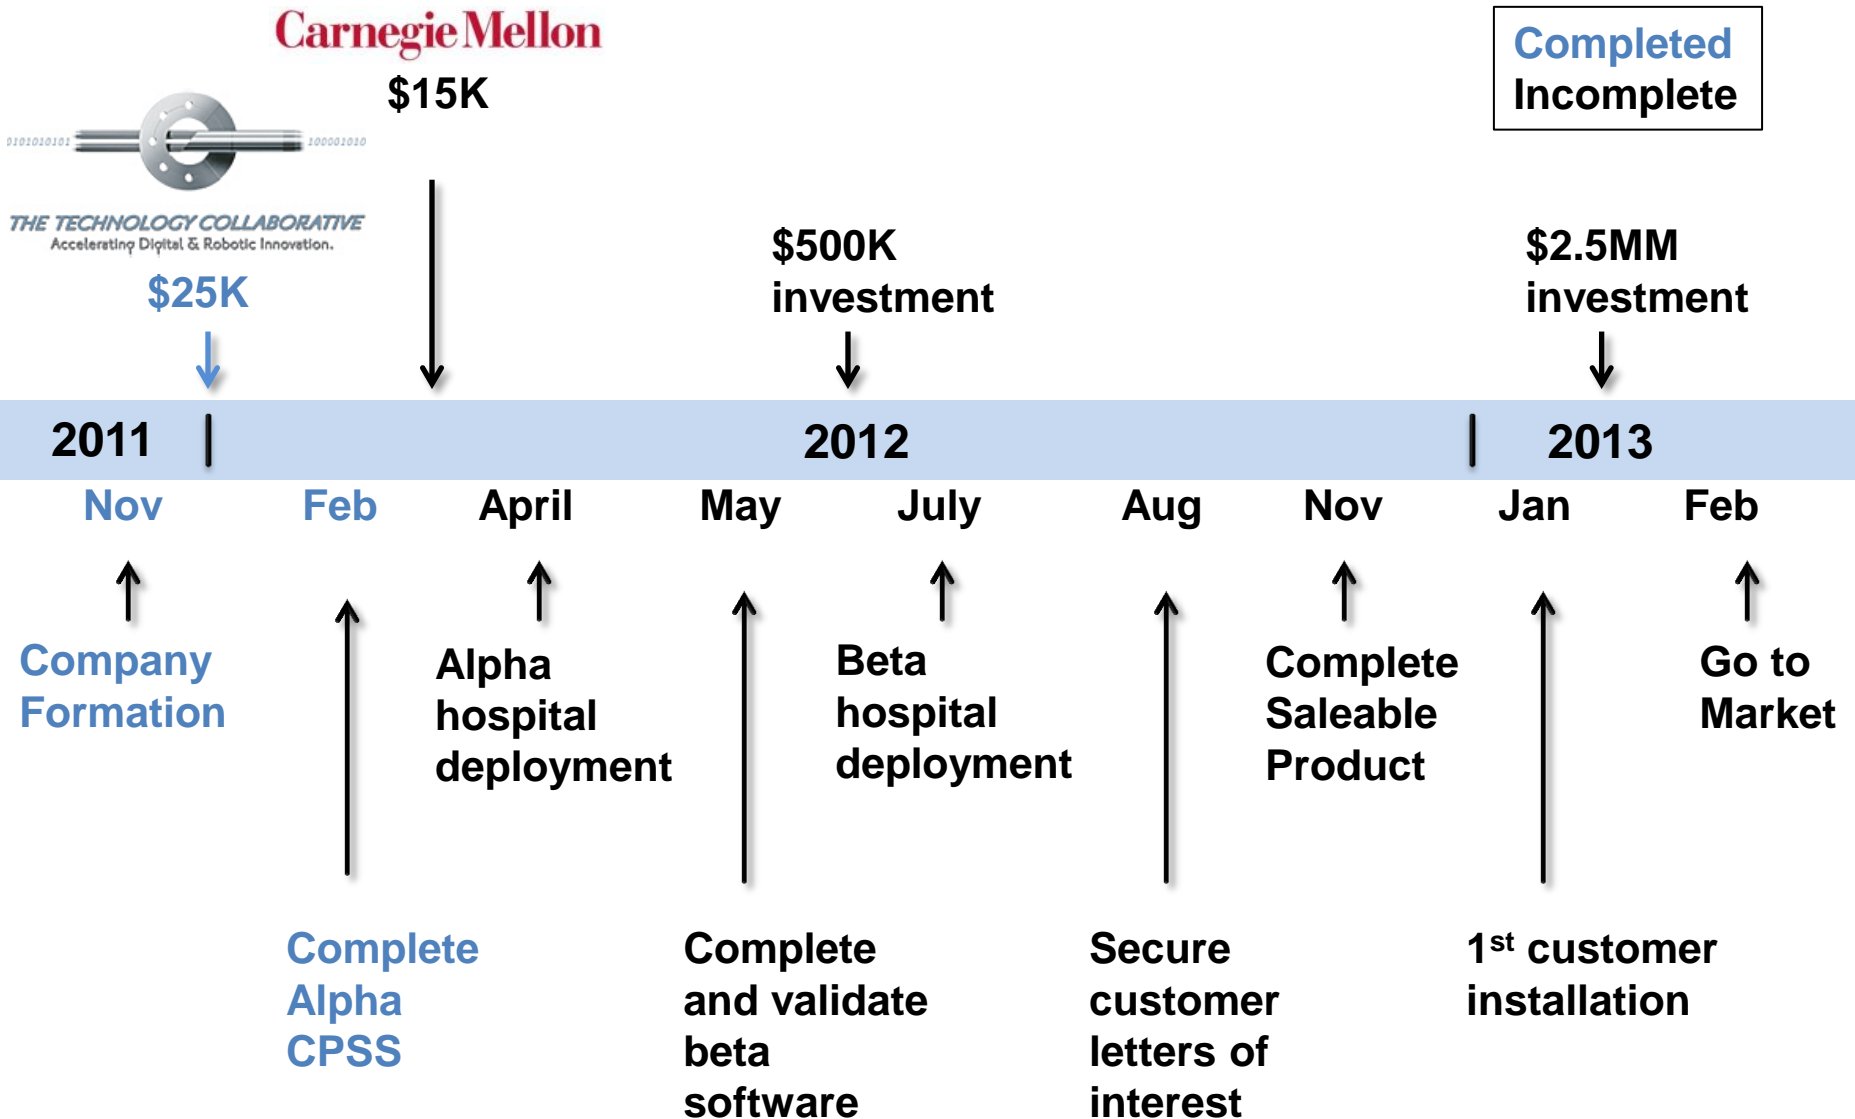 Carnegie Mellon
$15K
Completed
Incomplete
0101010101
100001010
THE TECHNOLOGY COLLABORATIVE
Accelerating Digital & Robotic Innovation.
$25K
$500K
investment
$2.5MM
investment
2011
2012
2013
Nov
Feb
April
May
July
Aug
Nov
Jan
Feb
Company
Formation
Alpha
hospital
deployment
Beta
hospital
deployment
Complete
Saleable
Product
Go to
Market
Complete
Alpha
CPSS
Complete
and validate
beta
software
Secure
customer
letters of
interest
1st customer
installation